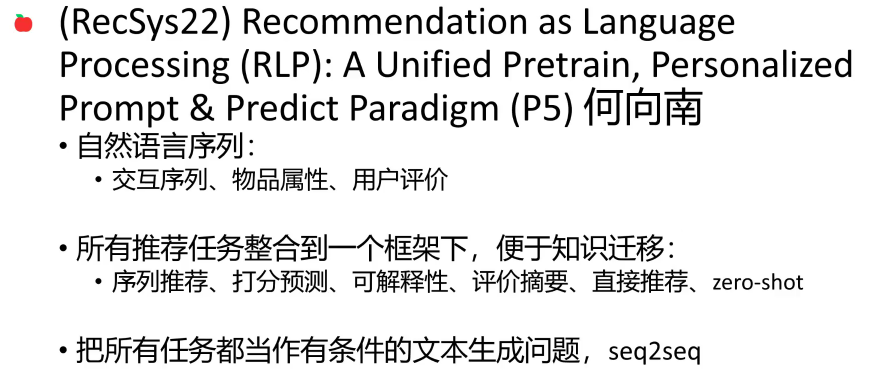 (RecSys22) Recommendation as Language
Processing (RLP): A Unified Pretrain, Personalized
Prompt & Predict Paradigm (P5) 何向南
• 自然语言序列：
• 交互序列、物品属性、用户评价
• 所有推荐任务整合到一个框架下，便于知识迁移：
• 序列推荐、打分预测、可解释性、评价摘要、直接推荐、zero-shot
• 把所有任务都当作有条件的文本生成问题，seq2seq